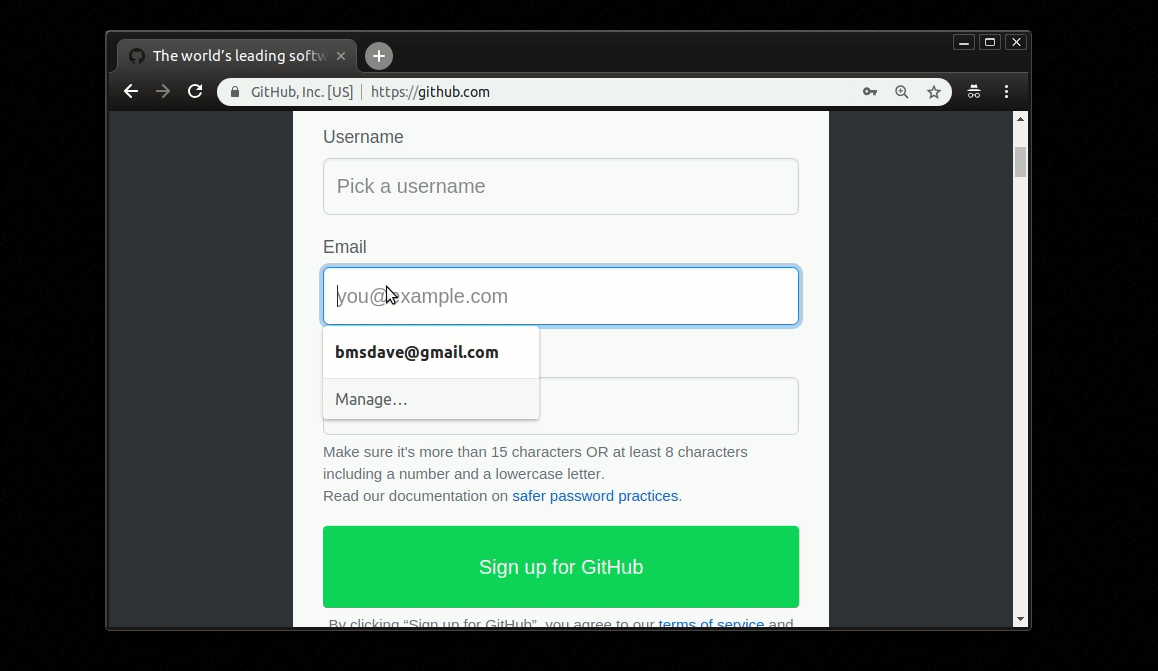 The world's leading softw
GitHub, Inc. [US] | https://github.com
Username
Pick a username
Email
you@example.com
bmsdave@gmail.com
Manage…
Make sure it's more than 15 characters OR at least 8 characters
including a number and a lowercase letter.
Read our documentation on safer password practices.
Sign up for GitHub
By clicking “Sign up for GitHub”, you agree to our terms of service and